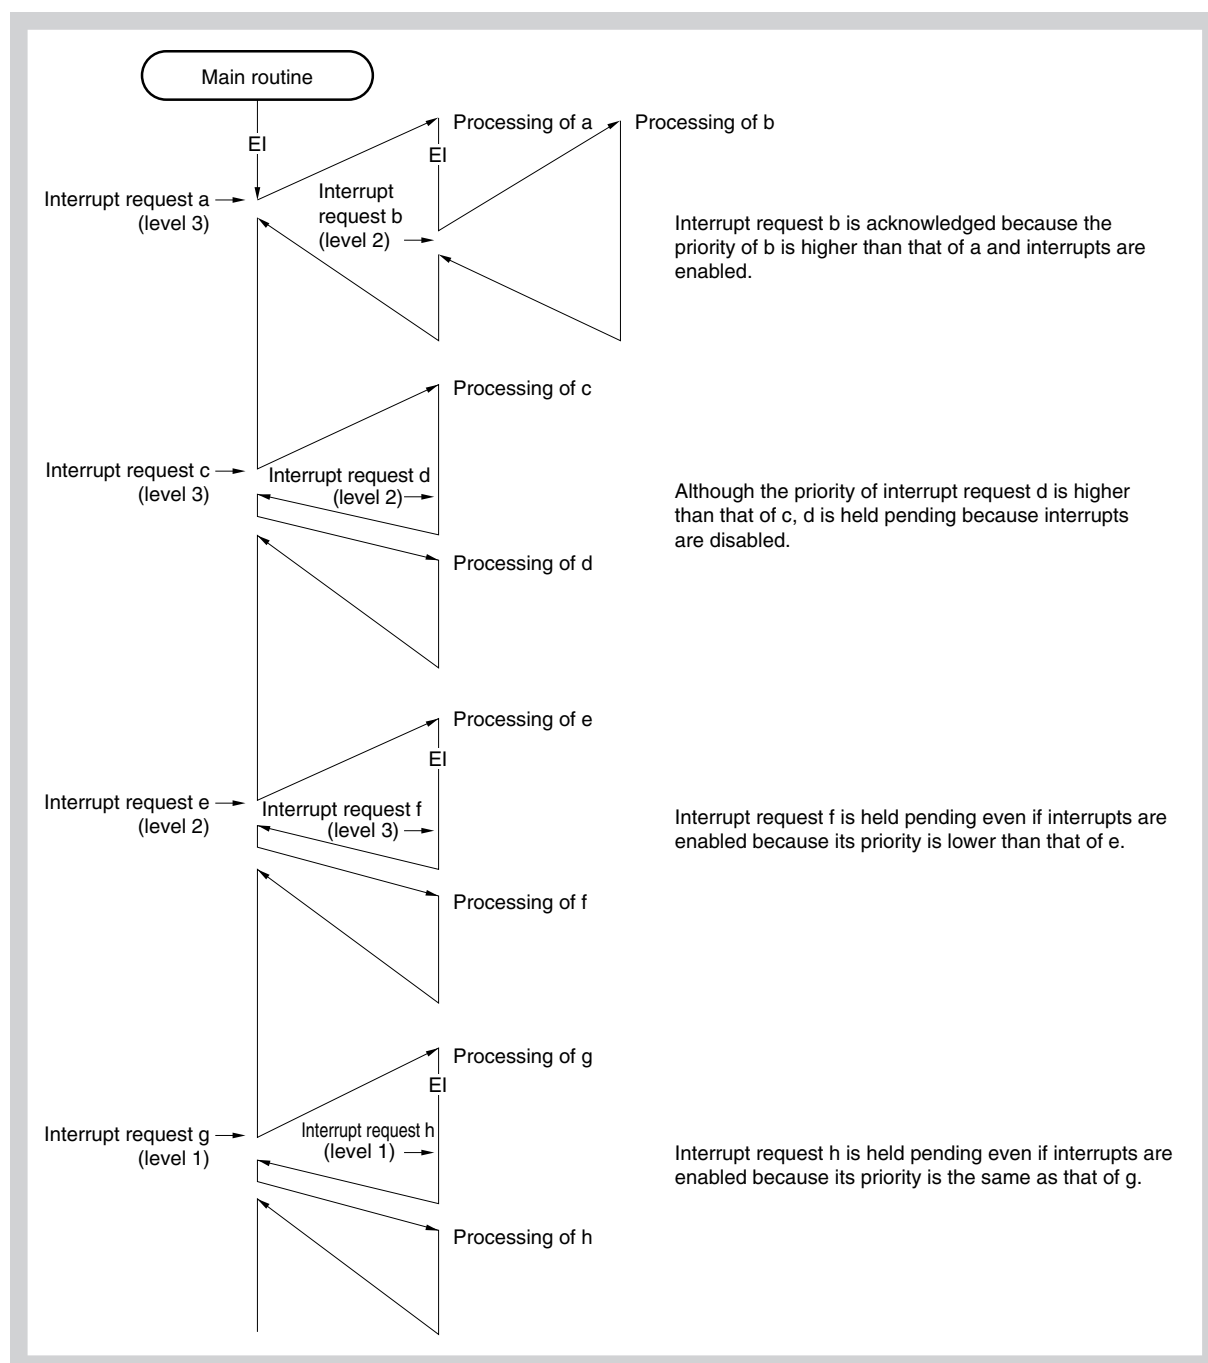 Main routine
EI
Processing of a
Processing of b
EI
Interrupt request a
(level 3)
Interrupt
request b
(level 2)
Interrupt request b is acknowledged because the
priority of b is higher than that of a and interrupts are
enabled.
Processing of c
Interrupt request c
(level 3)
Interrupt request d
(level 2)
Although the priority of interrupt request d is higher
than that of c, d is held pending because interrupts
are disabled.
Processing of d
Processing of e
EI
Interrupt request e
(level 2)
Interrupt request f
(level 3)
Interrupt request f is held pending even if interrupts are
enabled because its priority is lower than that of e.
Processing of f
Processing of g
EI
Interrupt request g
(level 1)
Interrupt request h
(level 1)
Interrupt request h is held pending even if interrupts are
enabled because its priority is the same as that of g.
Processing of h